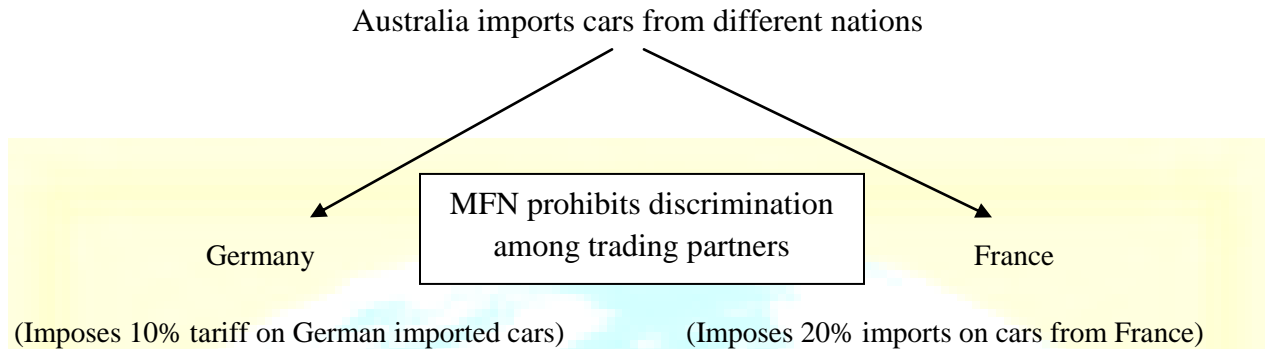 Australia imports cars from different nations
MFN prohibits discrimination
among trading partners
Germany
France
(Imposes 10% tariff on German imported cars)
(Imposes 20% imports on cars from France)